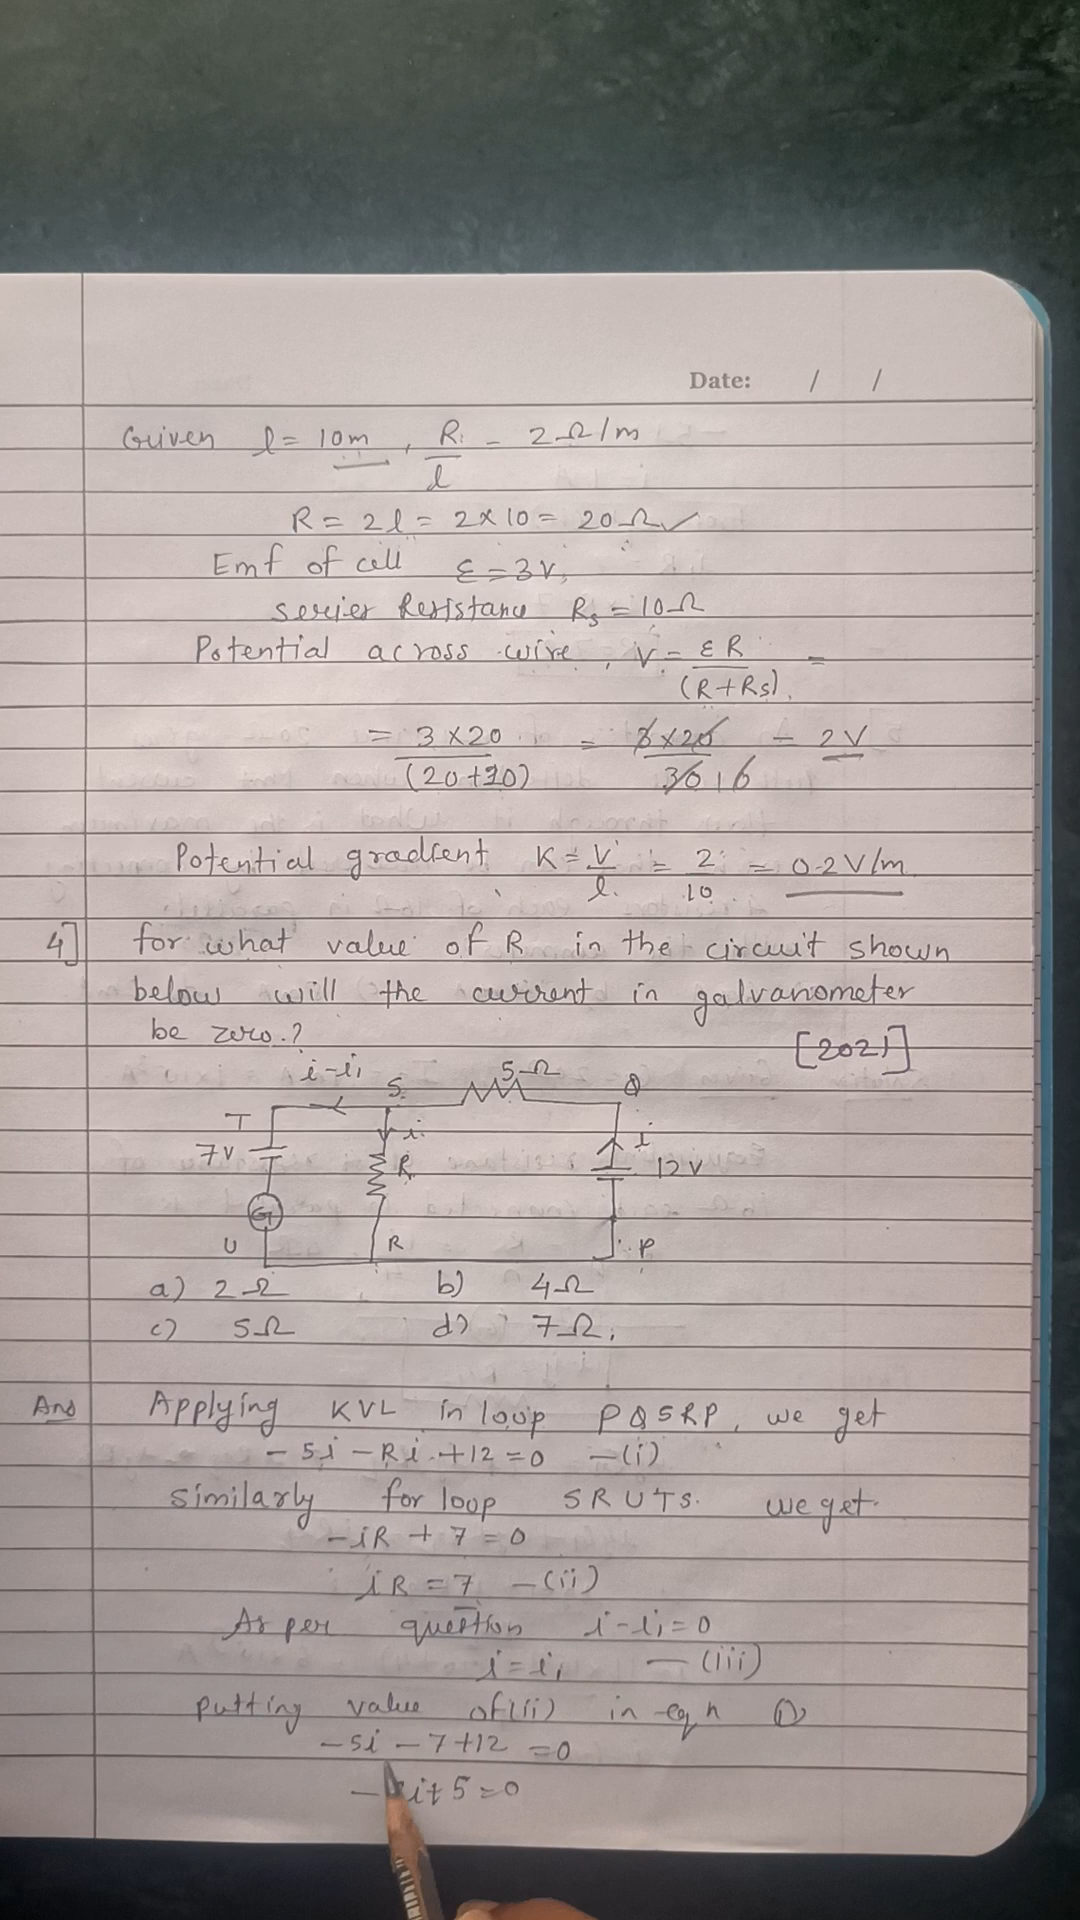 Date: / /
Given l = 10m , R/l = 2 Ω/m
R = 2l = 2×10 = 20Ω ✓
Emf of cell ε = 3V,
series Resistance Rs = 10Ω
Potential across wire, V = εR/(R+Rs) =
= 3×20/(20+10) = 3×20/30 = 2V
Potential gradient K = V/l = 2/10 = 0.2V/m
4] for what value of R in the circuit shown
below will the current in galvanometer
be zero.?
[2021]
i-i₁ S 5Ω Q
T i i
7V R 12V
G
U R P
a) 2Ω b) 4Ω
c) 5Ω d) 7Ω.
Ans Applying KVL in loop PQSRP, we get
-5i - Ri + 12 = 0 —(i)
similarly for loop SRUTS. we get.
-iR + 7 = 0
iR = 7 —(ii)
As per question i-i₁ = 0
i = i₁ —(iii)
putting value of (ii) in eqn ①
-5i - 7 + 12 = 0
i + 5 = 0